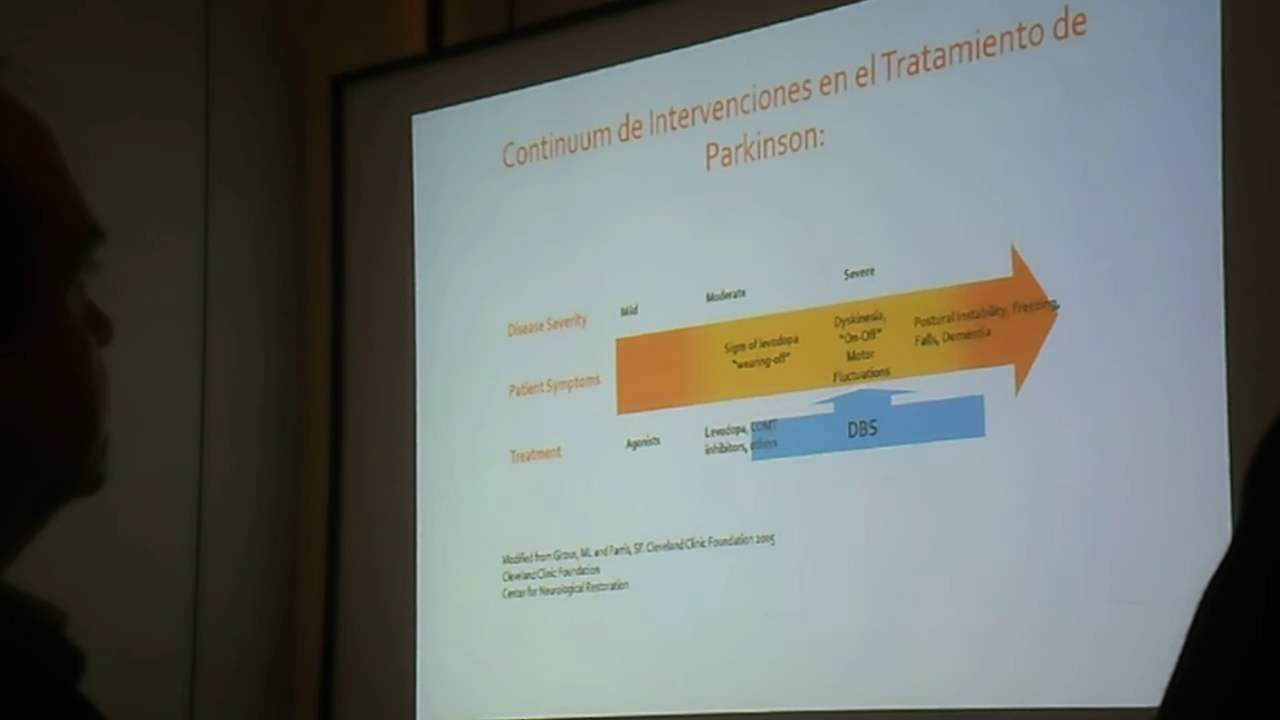 Continuum de Intervenciones en el Tratamiento de
Parkinson:
Disease Severity
Mild
Moderate
Severe
Patient Symptoms
Signs of levodopa
"wearing-off"
Dyskinesia,
"On-Off"
Motor
Fluctuations
Postural Instability, Freezing,
Falls, Dementia
Treatment
Agonists
Levodopa, COMT
inhibitors, others
DBS
Modified from Giroux, ML and Farris, SF. Cleveland Clinic Foundation 2005
Cleveland Clinic Foundation
Center for Neurological Restoration